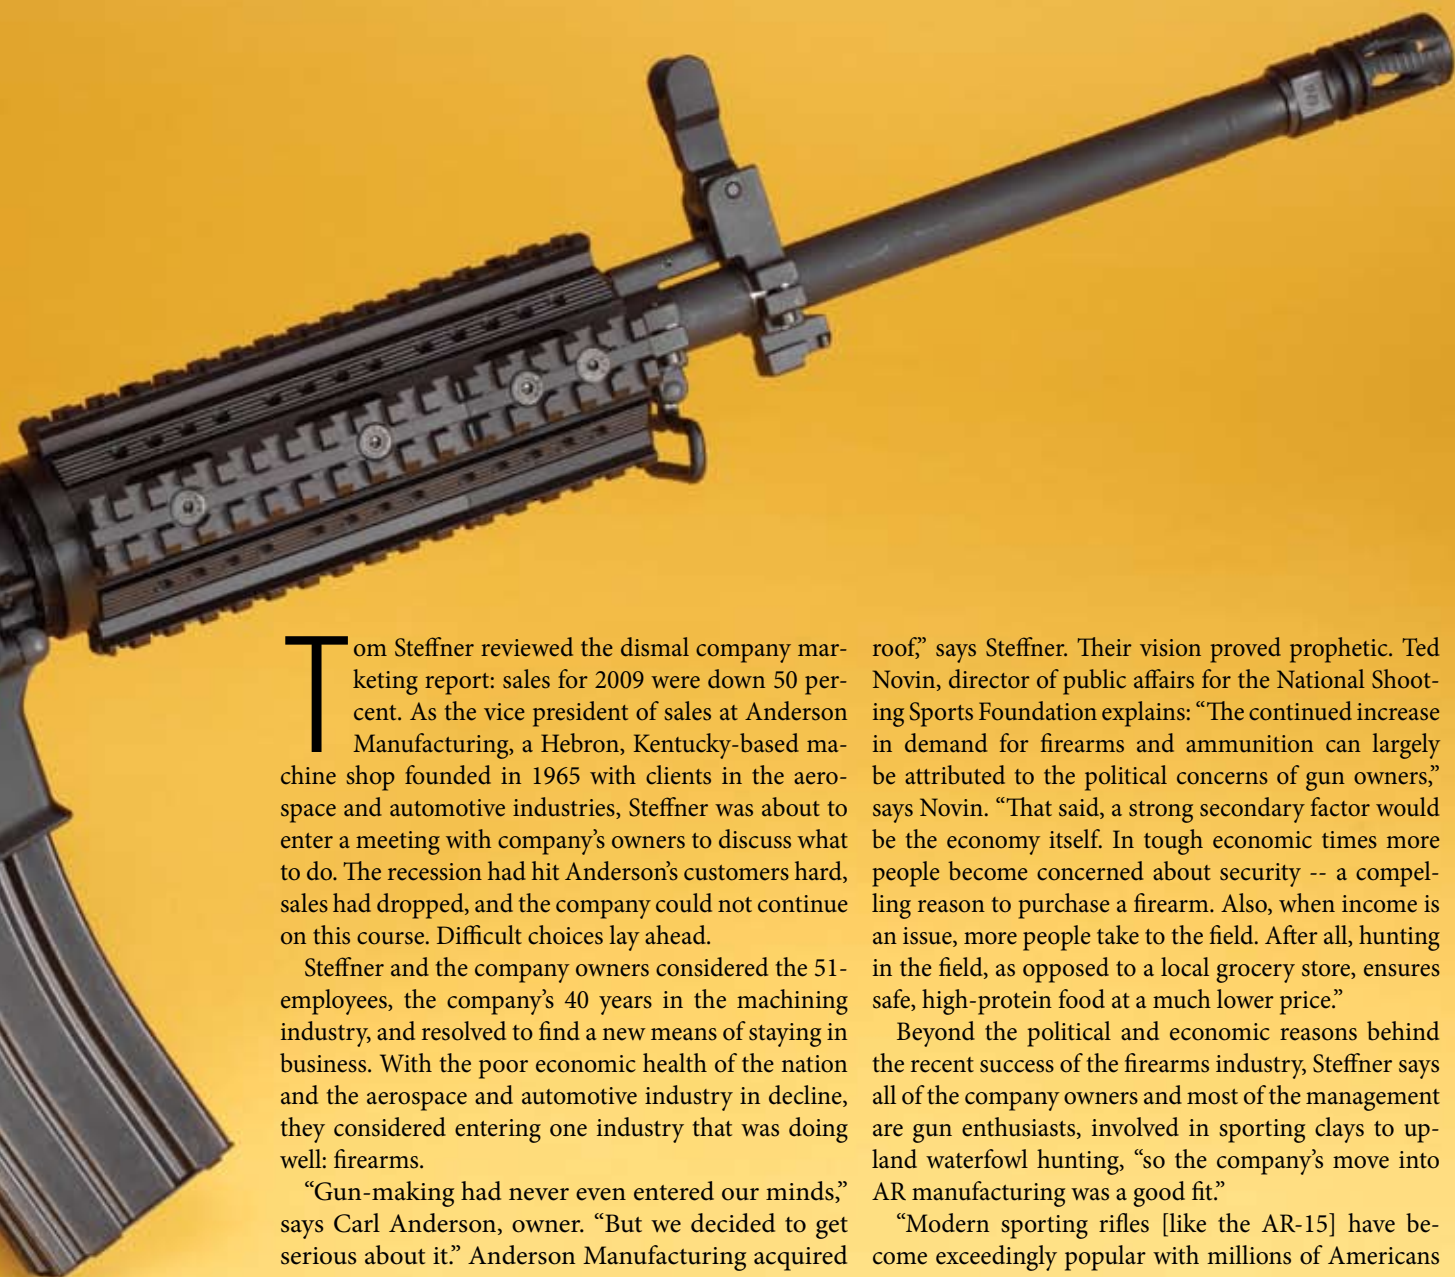 Tom Steffner reviewed the dismal company mar-
keting report: sales for 2009 were down 50 per-
cent. As the vice president of sales at Anderson
Manufacturing, a Hebron, Kentucky-based ma-
chine shop founded in 1965 with clients in the aero-
space and automotive industries, Steffner was about to
enter a meeting with company’s owners to discuss what
to do. The recession had hit Anderson’s customers hard,
sales had dropped, and the company could not continue
on this course. Difficult choices lay ahead.
Steffner and the company owners considered the 51-
employees, the company’s 40 years in the machining
industry, and resolved to find a new means of staying in
business. With the poor economic health of the nation
and the aerospace and automotive industry in decline,
they considered entering one industry that was doing
well: firearms.
“Gun-making had never even entered our minds,”
says Carl Anderson, owner. “But we decided to get
serious about it.” Anderson Manufacturing acquired
roof,” says Steffner. Their vision proved prophetic. Ted
Novin, director of public affairs for the National Shoot-
ing Sports Foundation explains: “The continued increase
in demand for firearms and ammunition can largely
be attributed to the political concerns of gun owners,”
says Novin. “That said, a strong secondary factor would
be the economy itself. In tough economic times more
people become concerned about security -- a compel-
ling reason to purchase a firearm. Also, when income is
an issue, more people take to the field. After all, hunting
in the field, as opposed to a local grocery store, ensures
safe, high-protein food at a much lower price.”
Beyond the political and economic reasons behind
the recent success of the firearms industry, Steffner says
all of the company owners and most of the management
are gun enthusiasts, involved in sporting clays to up-
land waterfowl hunting, “so the company’s move into
AR manufacturing was a good fit.”
“Modern sporting rifles [like the AR-15] have be-
come exceedingly popular with millions of Americans